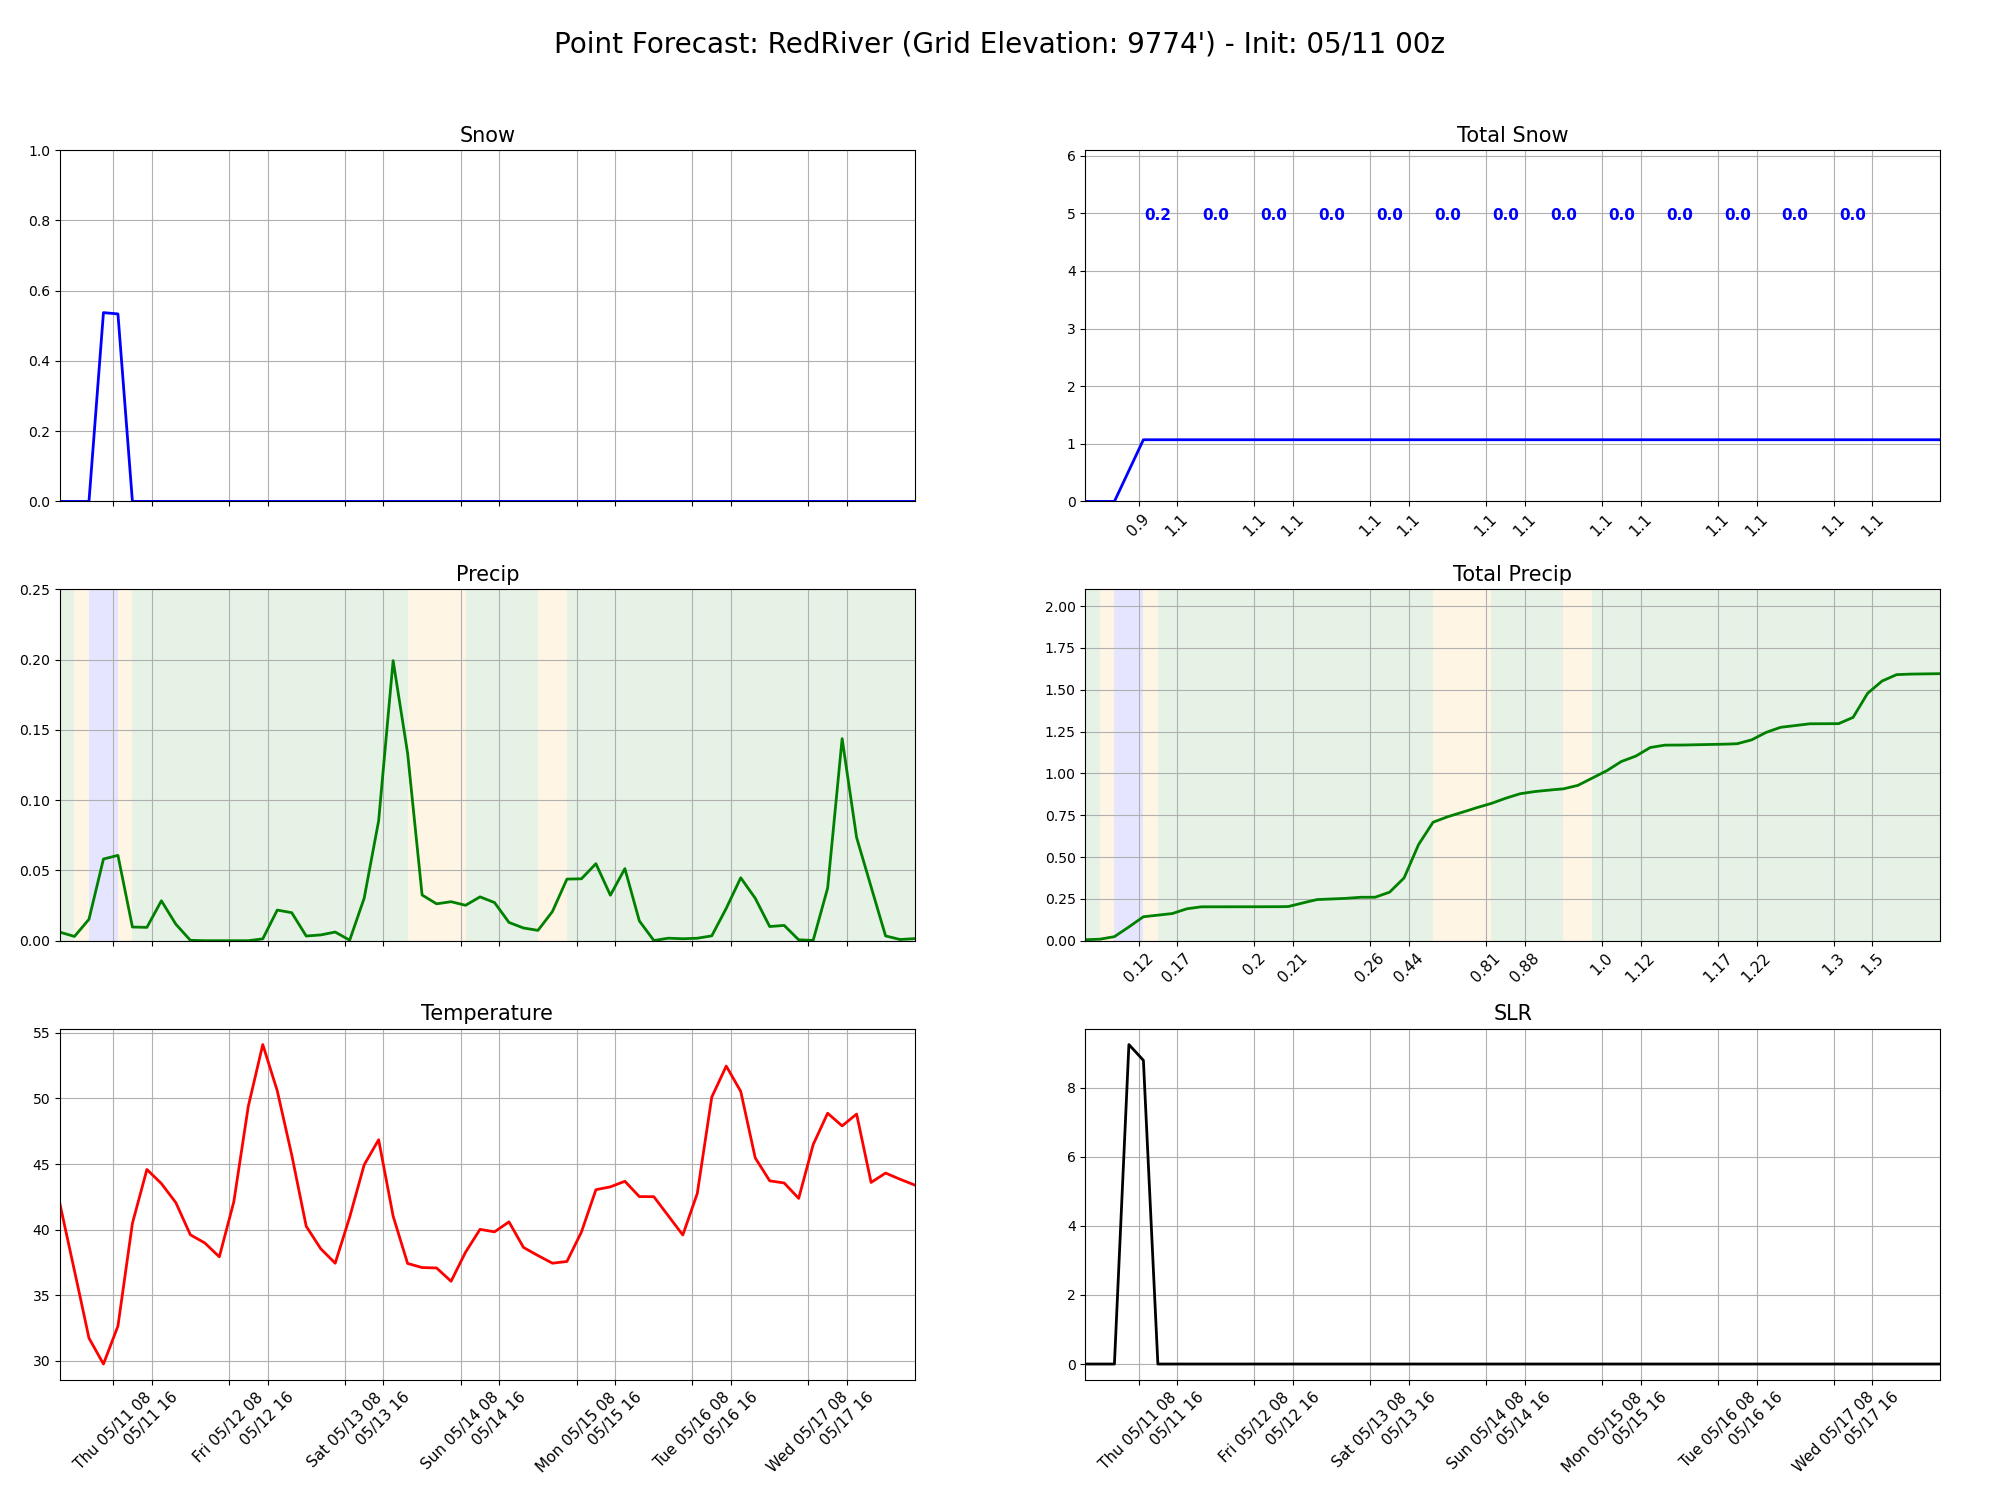 Point Forecast: RedRiver (Grid Elevation: 9774') - Init: 05/11 00z
Snow
1.0
0.8
0.6
0.4
0.2
0.0
Total Snow
6
5
4
3
2
1
0
0.2 0.0 0.0 0.0 0.0 0.0 0.0 0.0 0.0 0.0 0.0 0.0 0.0
0.9 1.1 1.1 1.1 1.1 1.1 1.1 1.1 1.1 1.1 1.1 1.1 1.1 1.1
Precip
0.25
0.20
0.15
0.10
0.05
0.00
Total Precip
2.00
1.75
1.50
1.25
1.00
0.75
0.50
0.25
0.00
0.12 0.17 0.2 0.21 0.26 0.44 0.81 0.88 1.0 1.12 1.17 1.22 1.3 1.5
Temperature
55
50
45
40
35
30
Thu 05/11 08
05/11 16
Fri 05/12 08
05/12 16
Sat 05/13 08
05/13 16
Sun 05/14 08
05/14 16
Mon 05/15 08
05/15 16
Tue 05/16 08
05/16 16
Wed 05/17 08
05/17 16
SLR
8
6
4
2
0
Thu 05/11 08
05/11 16
Fri 05/12 08
05/12 16
Sat 05/13 08
05/13 16
Sun 05/14 08
05/14 16
Mon 05/15 08
05/15 16
Tue 05/16 08
05/16 16
Wed 05/17 08
05/17 16